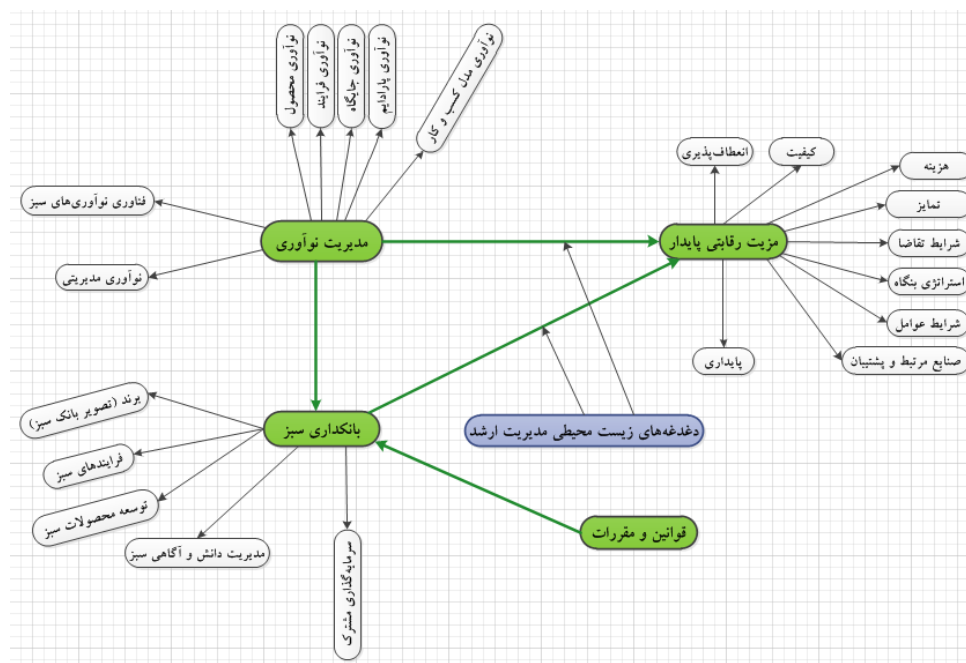 نوآوری محصول
نوآوری فرایند
نوآوری جایگاه
نوآوری پارادایم
نوآوری مدل کسب و کار
فناوری نوآوری‌های سبز
مدیریت نوآوری
نوآوری مدیریتی
انعطاف‌پذیری
کیفیت
هزینه
تمایز
مزیت رقابتی پایدار
شرایط تقاضا
استراتژی بنگاه
شرایط عوامل
صنایع مرتبط و پشتیبان
پایداری
برند (تصویر بانک سبز)
بانکداری سبز
دغدغه‌های زیست محیطی مدیریت ارشد
فرایندهای سبز
توسعه محصولات سبز
مدیریت دانش و آگاهی سبز
سرمایه‌گذاری مشترک
قوانین و مقررات